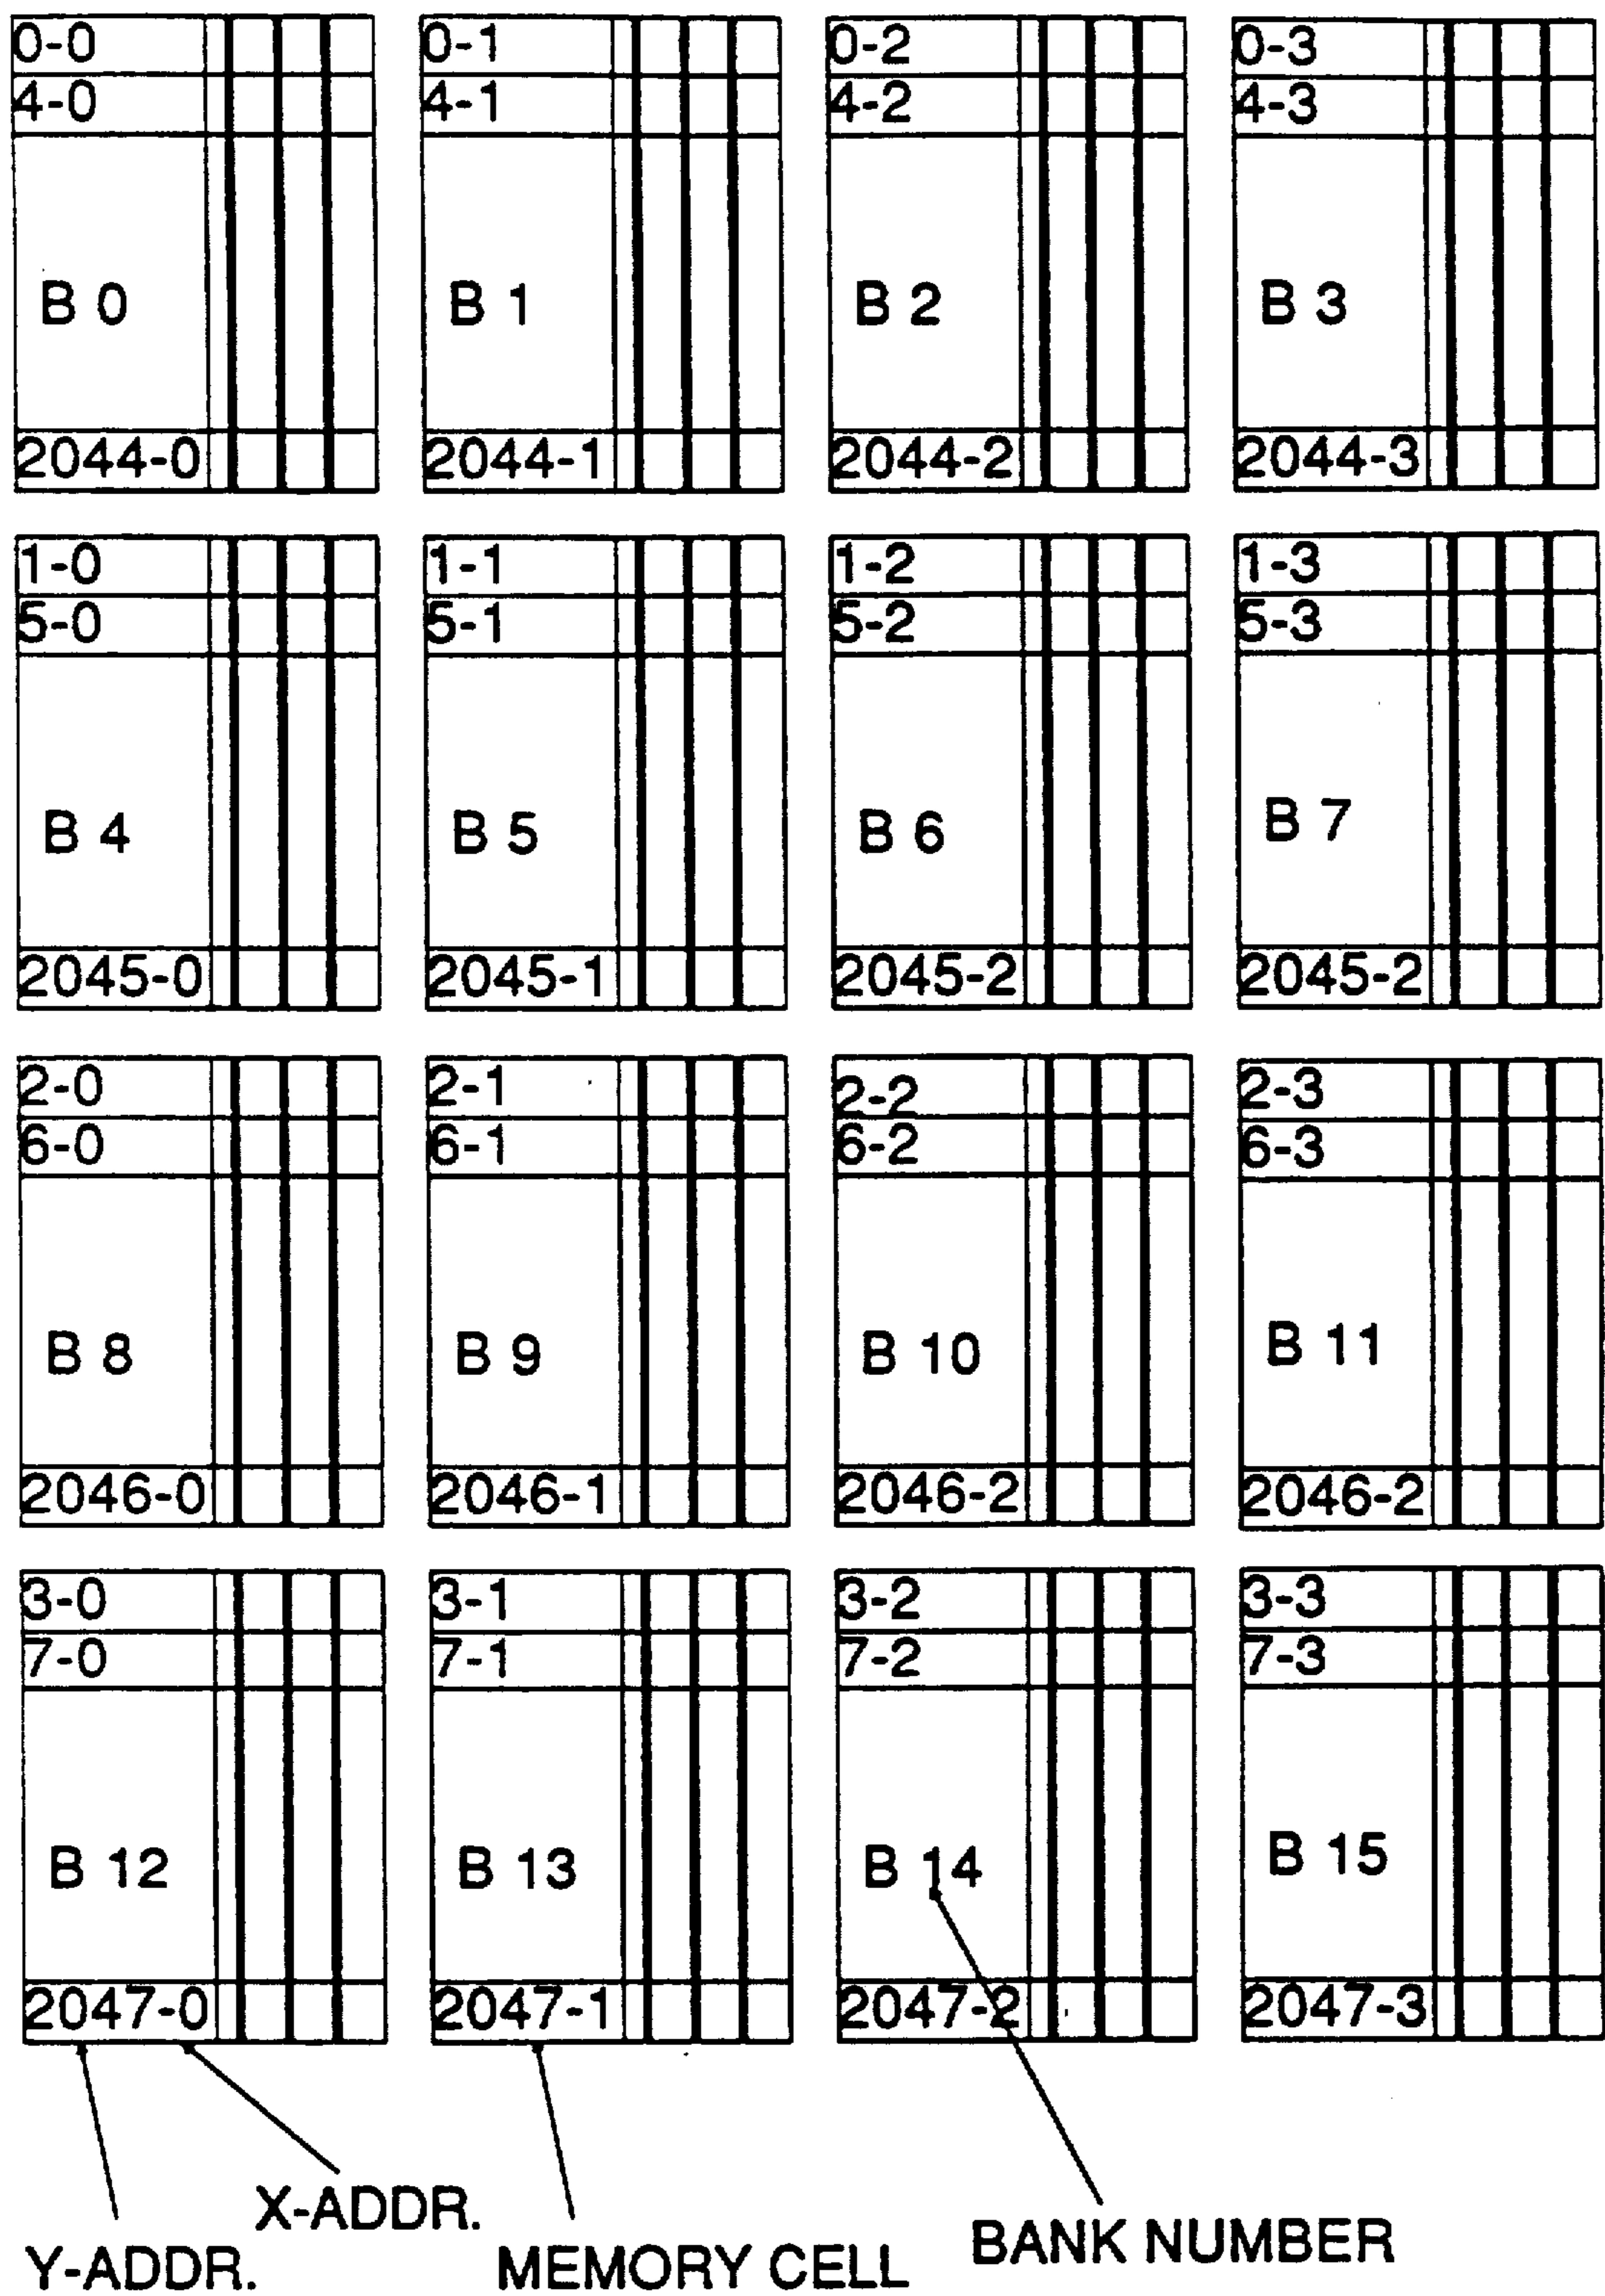 0-0 0-1 0-2 0-3
4-0 4-1 4-2 4-3
B 0 B 1 B 2 B 3
2044-0 2044-1 2044-2 2044-3
1-0 1-1 1-2 1-3
5-0 5-1 5-2 5-3
B 4 B 5 B 6 B 7
2045-0 2045-1 2045-2 2045-2
2-0 2-1 2-2 2-3
6-0 6-1 6-2 6-3
B 8 B 9 B 10 B 11
2046-0 2046-1 2046-2 2046-2
3-0 3-1 3-2 3-3
7-0 7-1 7-2 7-3
B 12 B 13 B 14 B 15
2047-0 2047-1 2047-2 2047-3
X-ADDR.
Y-ADDR. MEMORY CELL BANK NUMBER